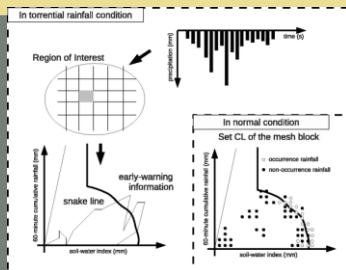 In torrential rainfall condition
time (s)
precipitation (mm)
Region of Interest
60-minute cumulative rainfall (mm)
early-warning
information
snake line
soil-water index (mm)
In normal condition
Set CL of the mesh block
occurrence rainfall
non-occurrence rainfall
60-minute cumulative rainfall (mm)
soil-water index (mm)